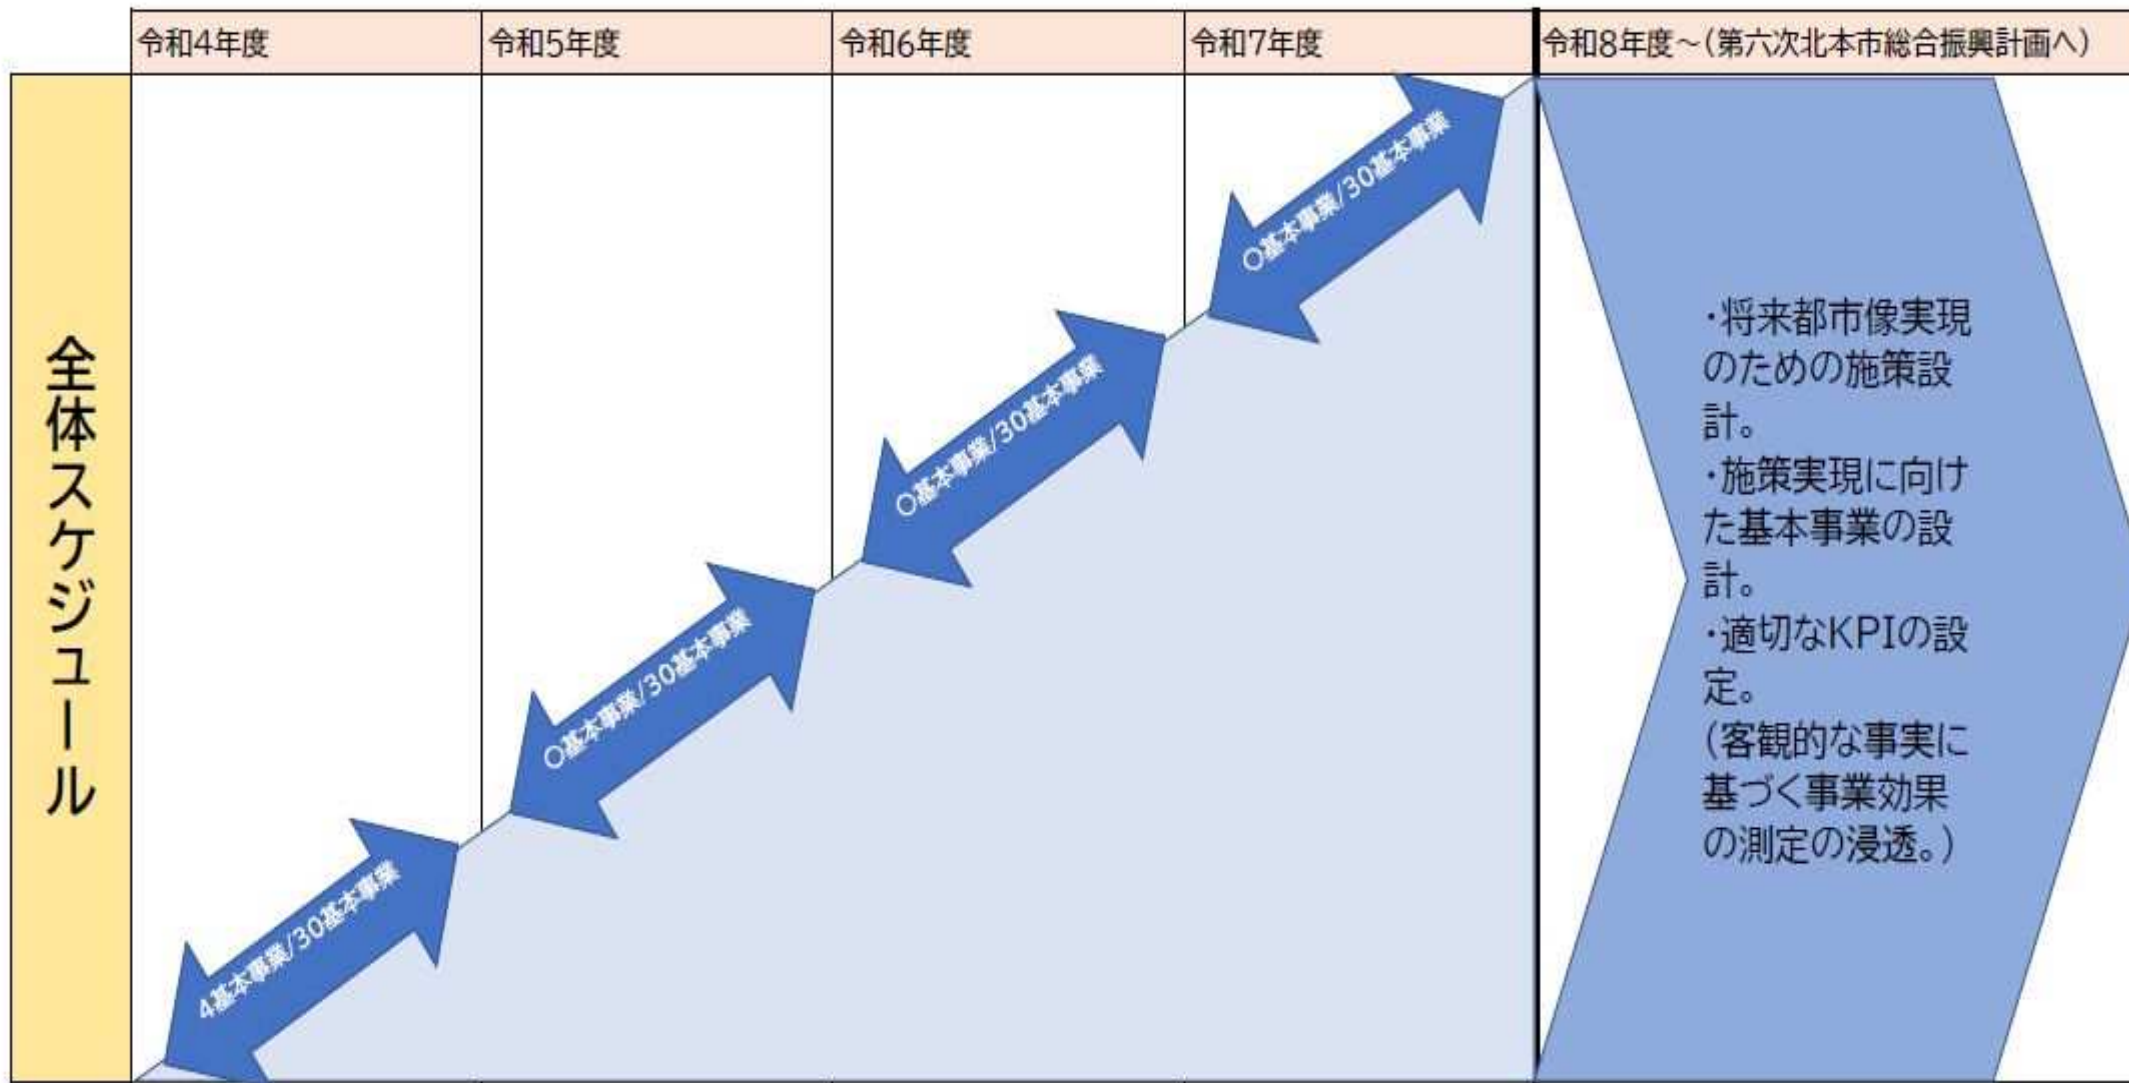 令和4年度
令和5年度
令和6年度
令和7年度
令和8年度～(第六次北本市総合振興計画へ)
全体スケジュール
4基本事業/30基本事業
〇基本事業/30基本事業
〇基本事業/30基本事業
〇基本事業/30基本事業
・将来都市像実現
のための施策設
計。
・施策実現に向け
た基本事業の設
計。
・適切なKPIの設
定。
(客観的な事実に
基づく事業効果
の測定の浸透。)